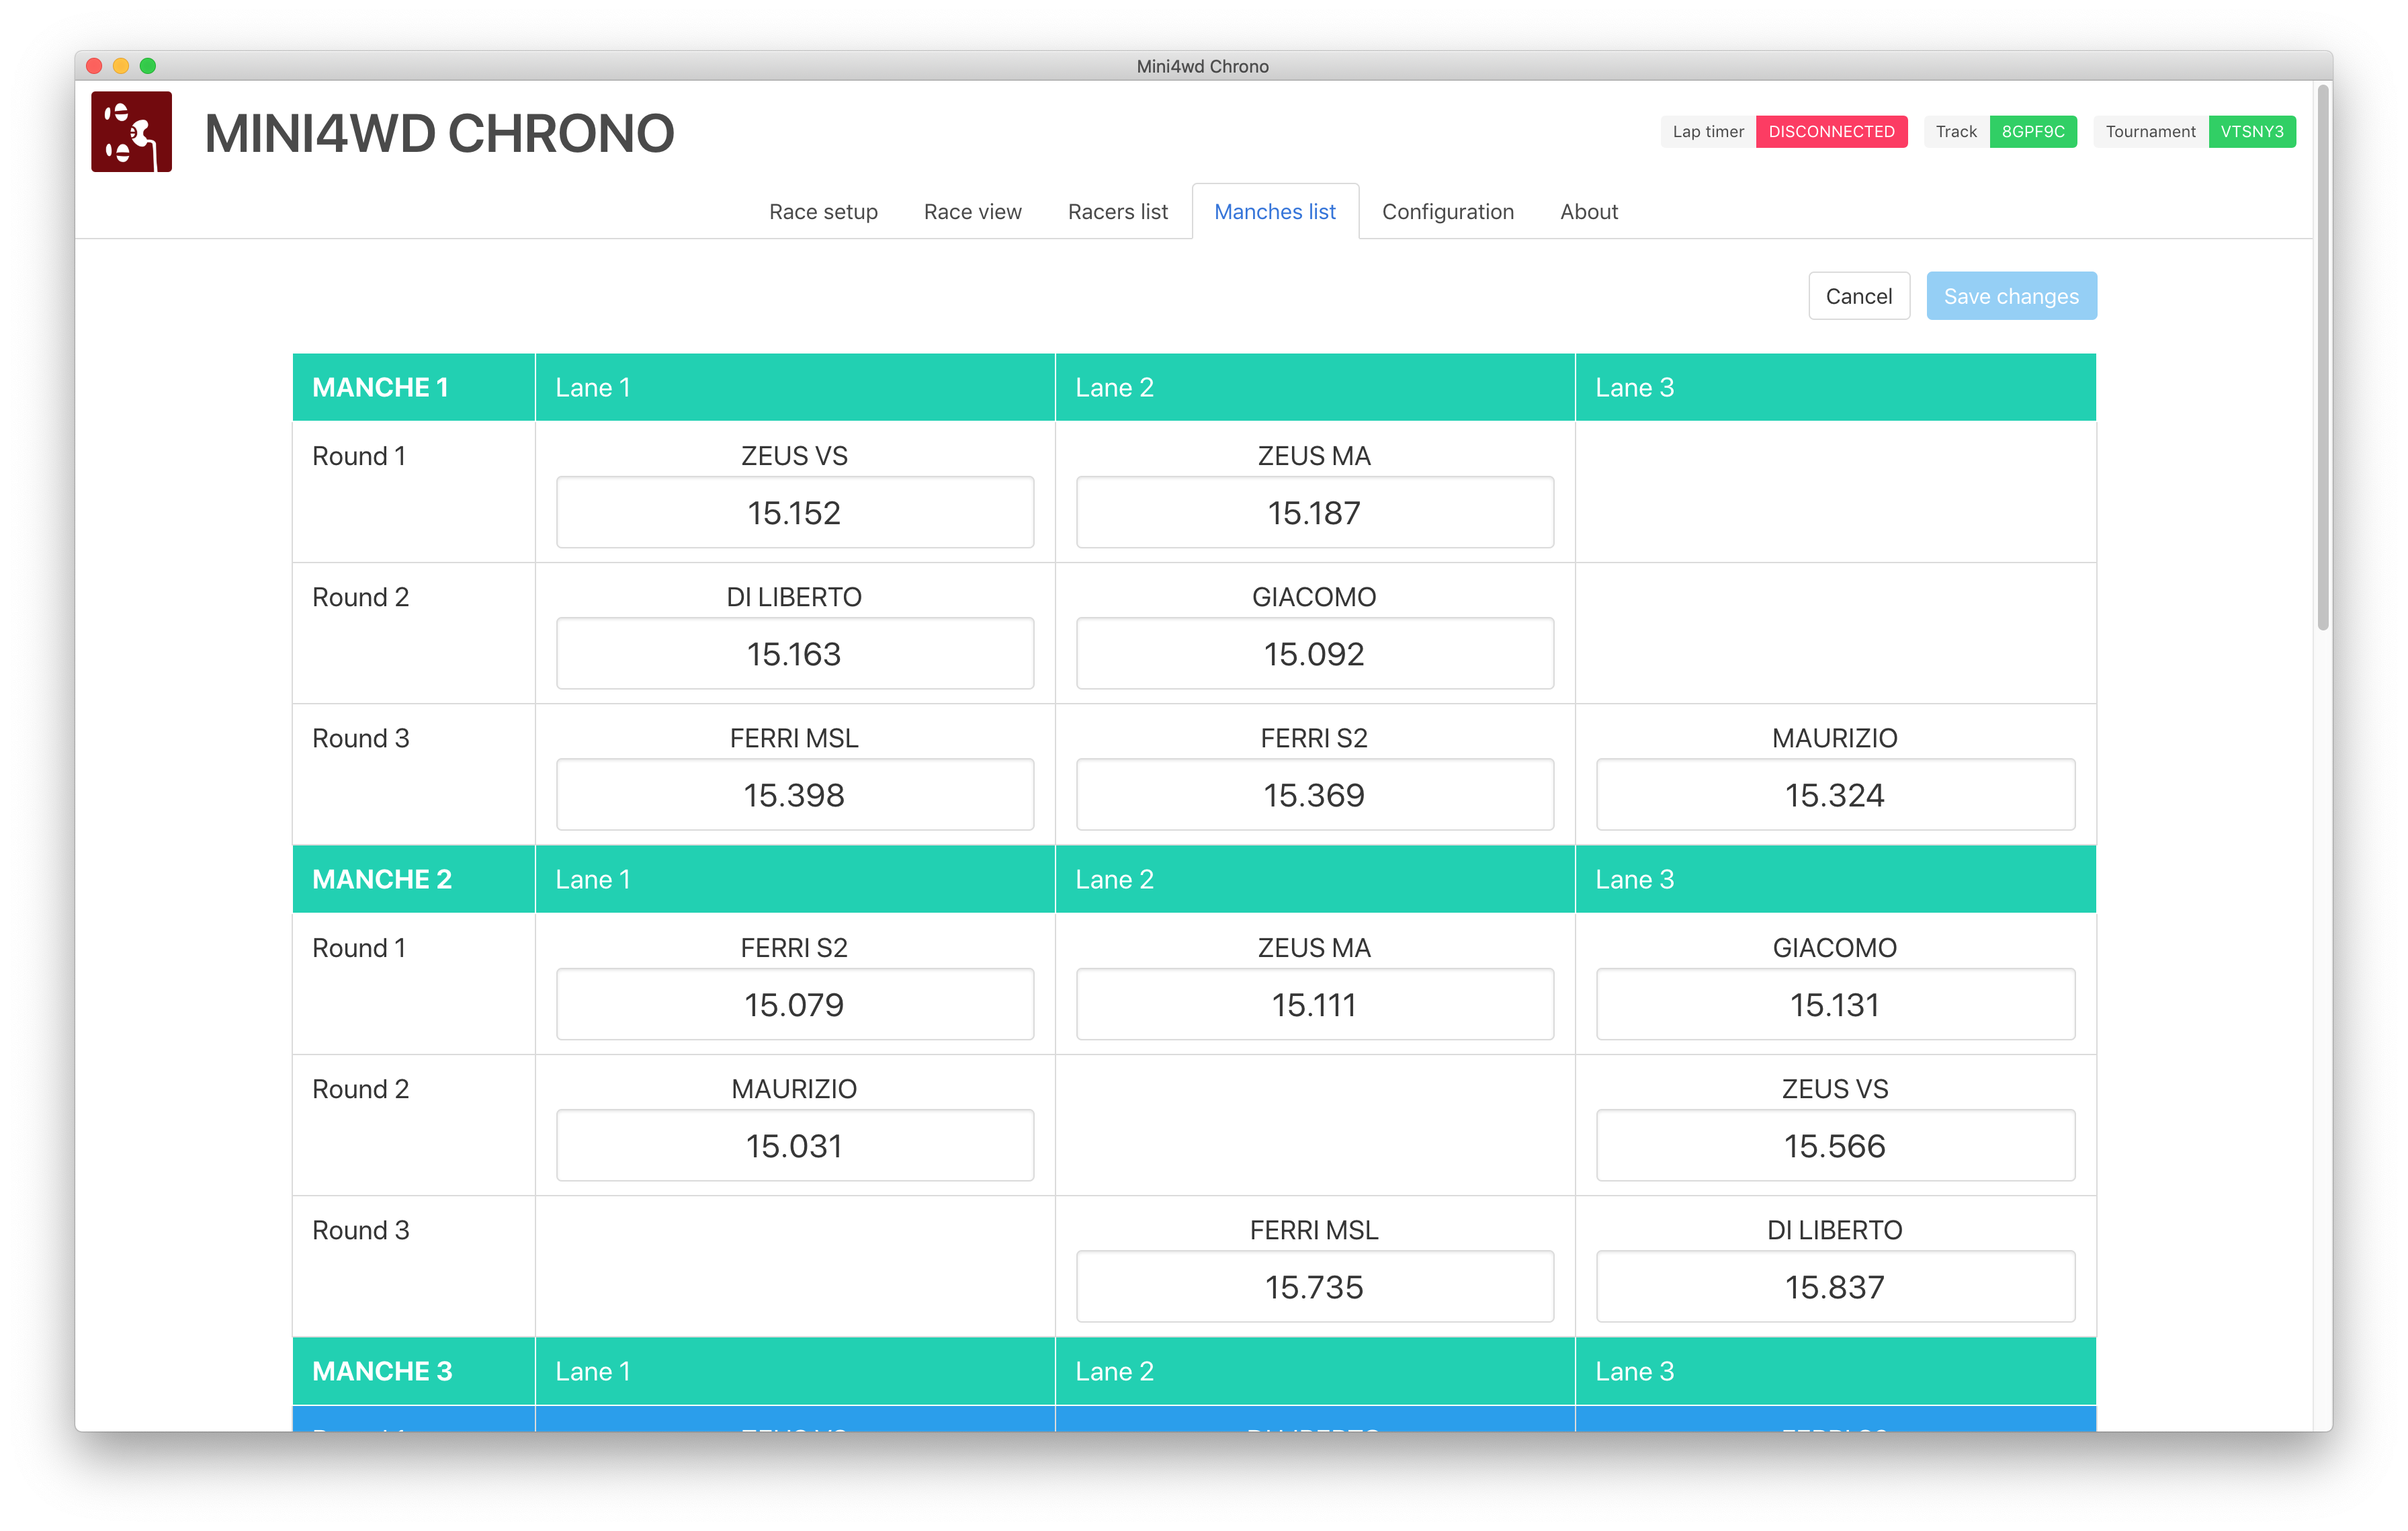 Mini4wd Chrono
MINI4WD CHRONO
Lap timer DISCONNECTED Track 8GPF9C Tournament VTSNY3
Race setup Race view Racers list Manches list Configuration About
Cancel Save changes
MANCHE 1 Lane 1 Lane 2 Lane 3
Round 1 ZEUS VS ZEUS MA
15.152 15.187
Round 2 DI LIBERTO GIACOMO
15.163 15.092
Round 3 FERRI MSL FERRI S2 MAURIZIO
15.398 15.369 15.324
MANCHE 2 Lane 1 Lane 2 Lane 3
Round 1 FERRI S2 ZEUS MA GIACOMO
15.079 15.111 15.131
Round 2 MAURIZIO ZEUS VS
15.031 15.566
Round 3 FERRI MSL DI LIBERTO
15.735 15.837
MANCHE 3 Lane 1 Lane 2 Lane 3